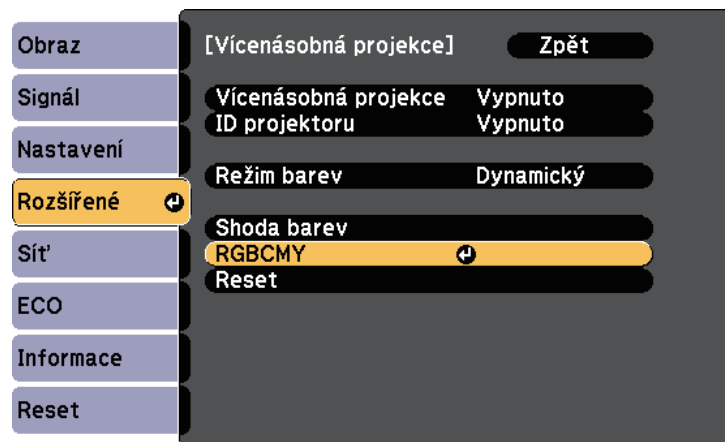 Obraz
Signál
Nastavení
Rozšířené
Síť
ECO
Informace
Reset
[Vícenásobná projekce] Zpět
Vícenásobná projekce Vypnuto
ID projektoru Vypnuto
Režim barev Dynamický
Shoda barev
RGBCMY
Reset